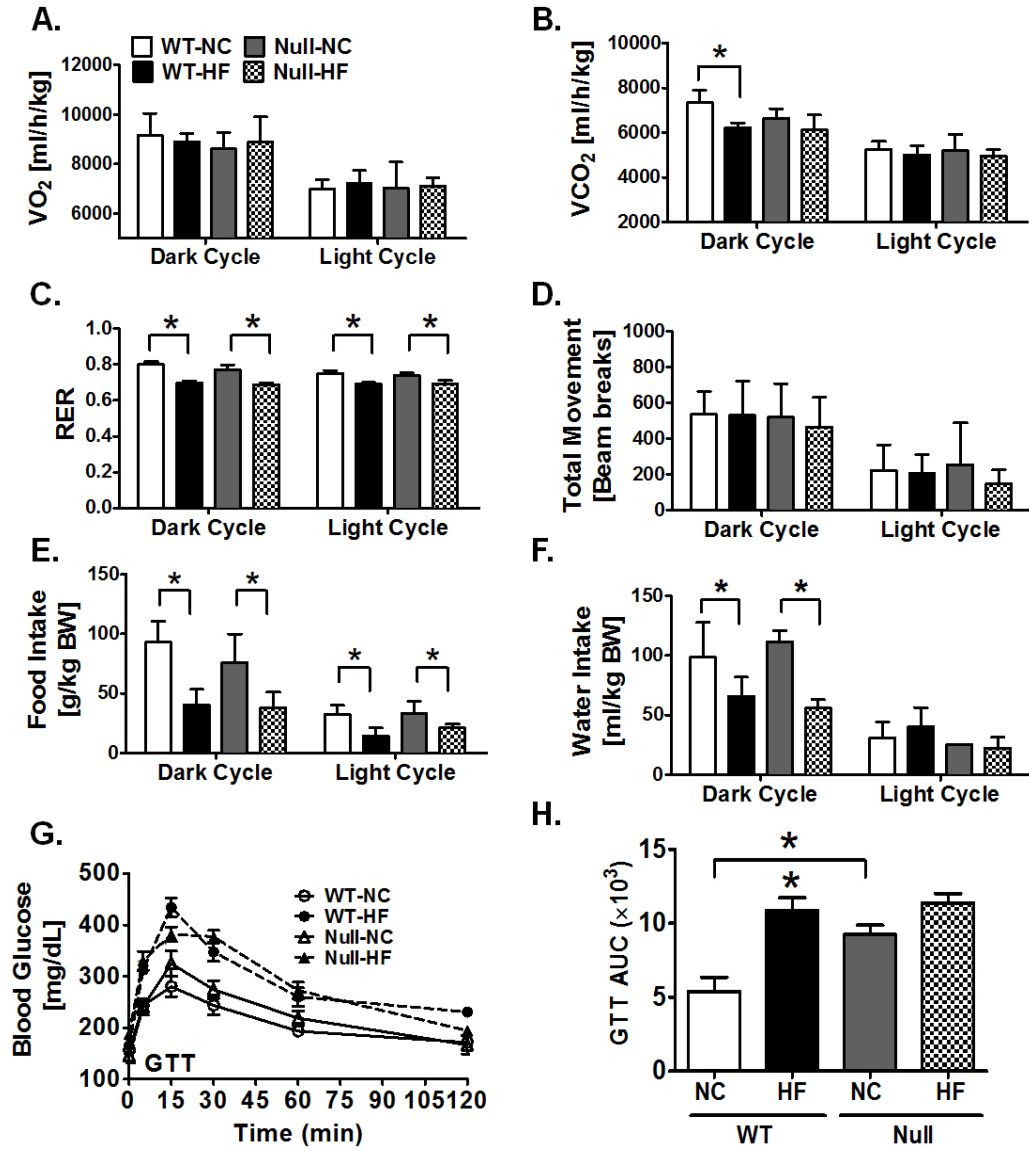 A.
WT-NC Null-NC
WT-HF Null-HF
12000
10000
8000
6000
VO₂ [ml/h/kg]
Dark Cycle Light Cycle
B.
10000
8000
6000
4000
2000
VCO₂ [ml/h/kg]
*
Dark Cycle Light Cycle
C.
1.0
0.8
0.6
0.4
0.2
0.0
RER
* * * *
Dark Cycle Light Cycle
D.
1000
800
600
400
200
0
Total Movement
[Beam breaks]
Dark Cycle Light Cycle
E.
150
100
50
0
Food Intake
[g/kg BW]
* * * *
Dark Cycle Light Cycle
F.
150
100
50
0
Water Intake
[ml/kg BW]
* *
Dark Cycle Light Cycle
G.
500
400
300
200
100
Blood Glucose
[mg/dL]
WT-NC
WT-HF
Null-NC
Null-HF
GTT
0 15 30 45 60 75 90 105 120
Time (min)
H.
15
10
5
0
GTT AUC (×10³)
*
*
NC HF NC HF
WT Null